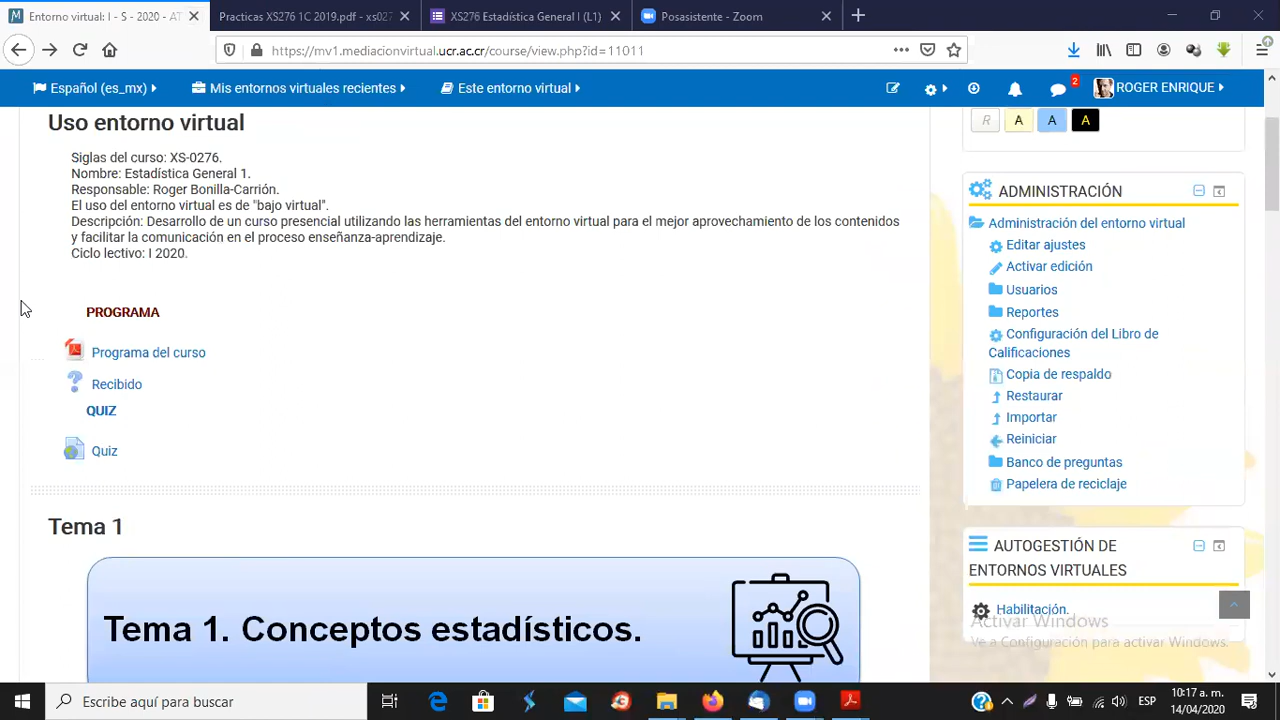 Entorno virtual: I - S - 2020 - AT
Practicas XS276 1C 2019.pdf - xs027
XS276 Estadística General I (L1)
Posasistente - Zoom
https://mv1.mediacionvirtual.ucr.ac.cr/course/view.php?id=11011
Español (es_mx)
Mis entornos virtuales recientes
Este entorno virtual
2
ROGER ENRIQUE
Uso entorno virtual
Siglas del curso: XS-0276.
Nombre: Estadística General 1.
Responsable: Roger Bonilla-Carrión.
El uso del entorno virtual es de "bajo virtual".
Descripción: Desarrollo de un curso presencial utilizando las herramientas del entorno virtual para el mejor aprovechamiento de los contenidos
y facilitar la comunicación en el proceso enseñanza-aprendizaje.
Ciclo lectivo: I 2020.
PROGRAMA
Programa del curso
Recibido
QUIZ
Quiz
Tema 1
Tema 1. Conceptos estadísticos.
R A A A
ADMINISTRACIÓN
Administración del entorno virtual
Editar ajustes
Activar edición
Usuarios
Reportes
Configuración del Libro de
Calificaciones
Copia de respaldo
Restaurar
Importar
Reiniciar
Banco de preguntas
Papelera de reciclaje
AUTOGESTIÓN DE
ENTORNOS VIRTUALES
Habilitación.
Activar Windows
Ve a Configuración para activar Windows.
Escribe aquí para buscar
ESP
10:17 a. m.
14/04/2020